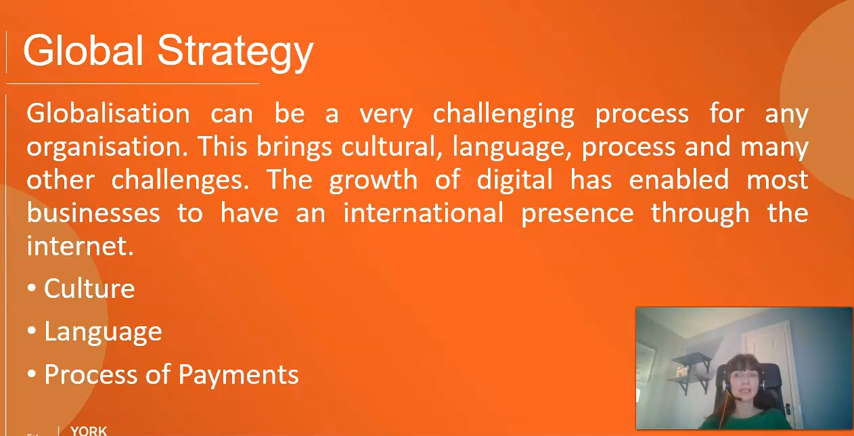 Global Strategy
Globalisation can be a very challenging process for any
organisation. This brings cultural, language, process and many
other challenges. The growth of digital has enabled most
businesses to have an international presence through the
internet.
• Culture
• Language
• Process of Payments
YORK